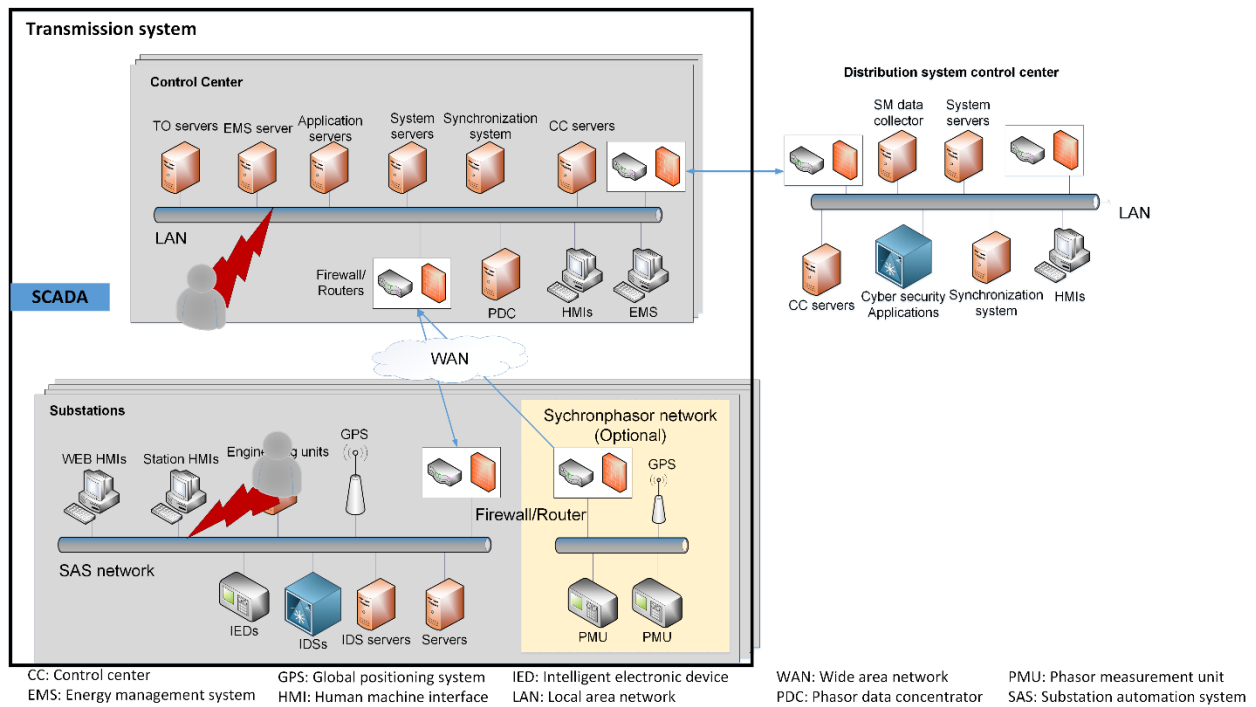 Transmission system
Control Center
TO servers
EMS server
Application
servers
System
servers
Synchronization
system
CC servers
LAN
Firewall/
Routers
PDC
HMIs
EMS
SCADA
WAN
Distribution system control center
SM data
collector
System
servers
LAN
CC servers
Cyber security
Applications
Synchronization
system
HMIs
Substations
WEB HMIs
Station HMIs
units
GPS
SAS network
IEDs
IDSs
IDS servers
Servers
Sychronphasor network
(Optional)
GPS
Firewall/Router
PMU
PMU
CC: Control center
GPS: Global positioning system
IED: Intelligent electronic device
WAN: Wide area network
PMU: Phasor measurement unit
EMS: Energy management system
HMI: Human machine interface
LAN: Local area network
PDC: Phasor data concentrator
SAS: Substation automation system